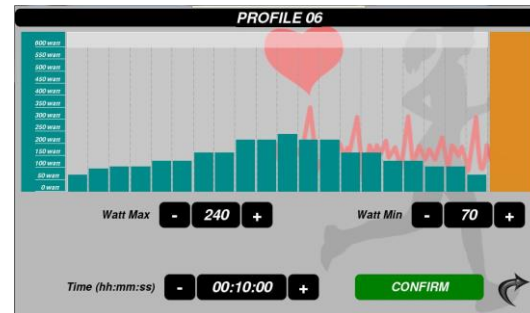 PROFILE 06
600 watt
550 watt
500 watt
450 watt
400 watt
350 watt
300 watt
250 watt
200 watt
150 watt
100 watt
50 watt
0 watt
Watt Max - 240 + Watt Min - 70 +
Time (hh:mm:ss) - 00:10:00 + CONFIRM